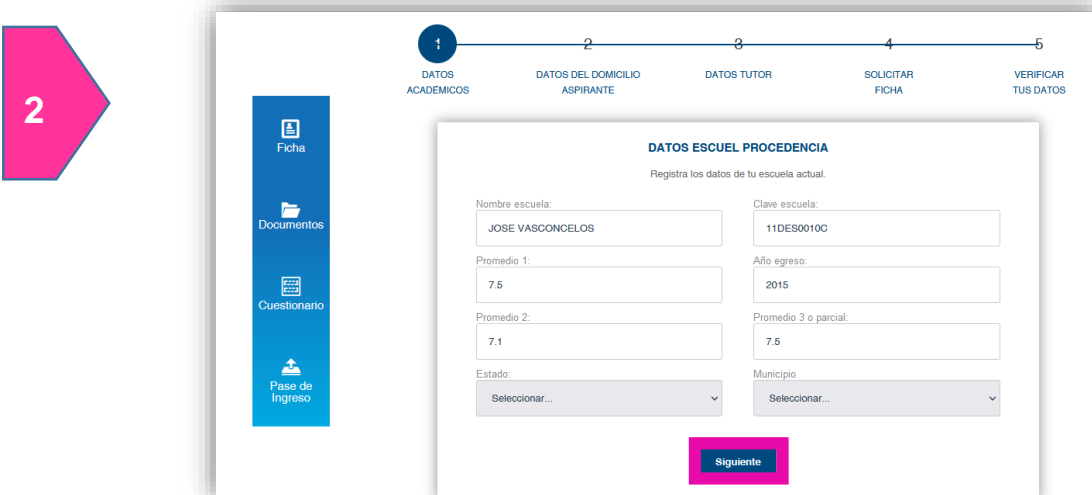 2
1 2 3 4 5
DATOS ACADÉMICOS
DATOS DEL DOMICILIO ASPIRANTE
DATOS TUTOR
SOLICITAR FICHA
VERIFICAR TUS DATOS
Ficha
Documentos
Cuestionario
Pase de
Ingreso
DATOS ESCUEL PROCEDENCIA
Registra los datos de tu escuela actual.
Nombre escuela: Clave escuela:
JOSE VASCONCELOS 11DES0010C
Promedio 1: Año egreso:
7.5 2015
Promedio 2: Promedio 3 o parcial:
7.1 7.5
Estado: Municipio
Seleccionar... Seleccionar...
Siguiente